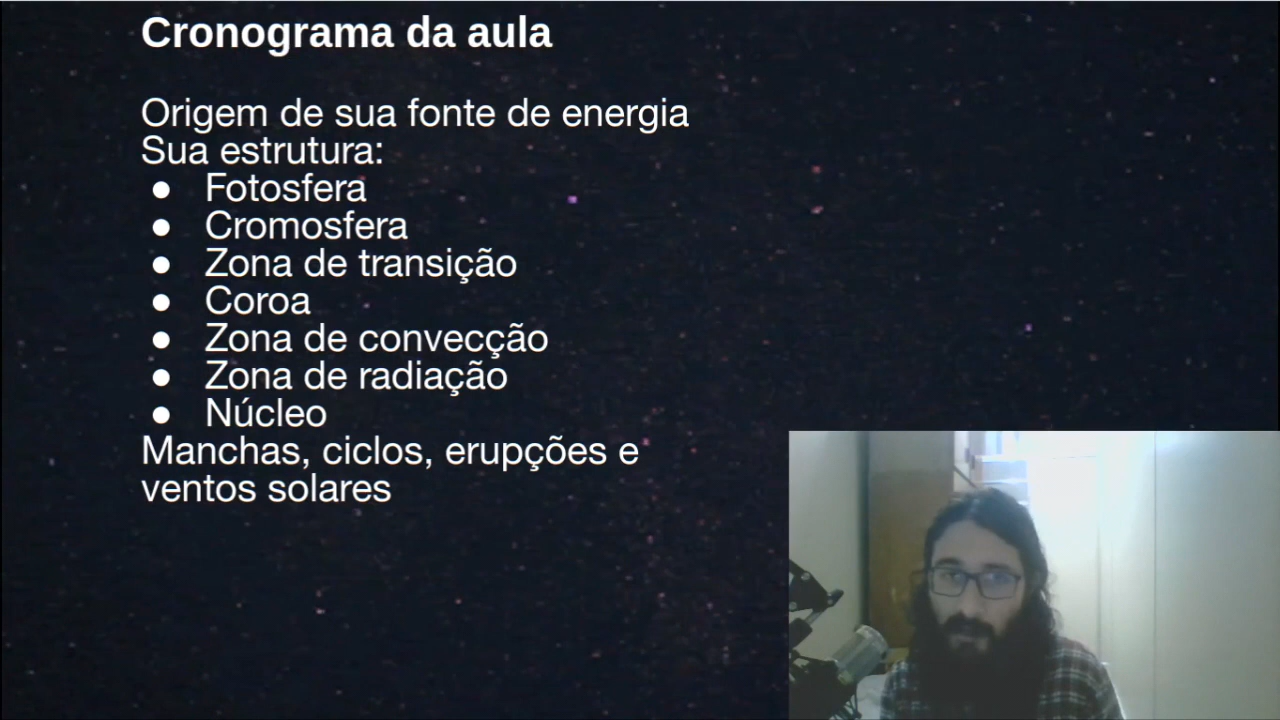 Cronograma da aula
Origem de sua fonte de energia
Sua estrutura:
● Fotosfera
● Cromosfera
● Zona de transição
● Coroa
● Zona de convecção
● Zona de radiação
● Núcleo
Manchas, ciclos, erupções e
ventos solares